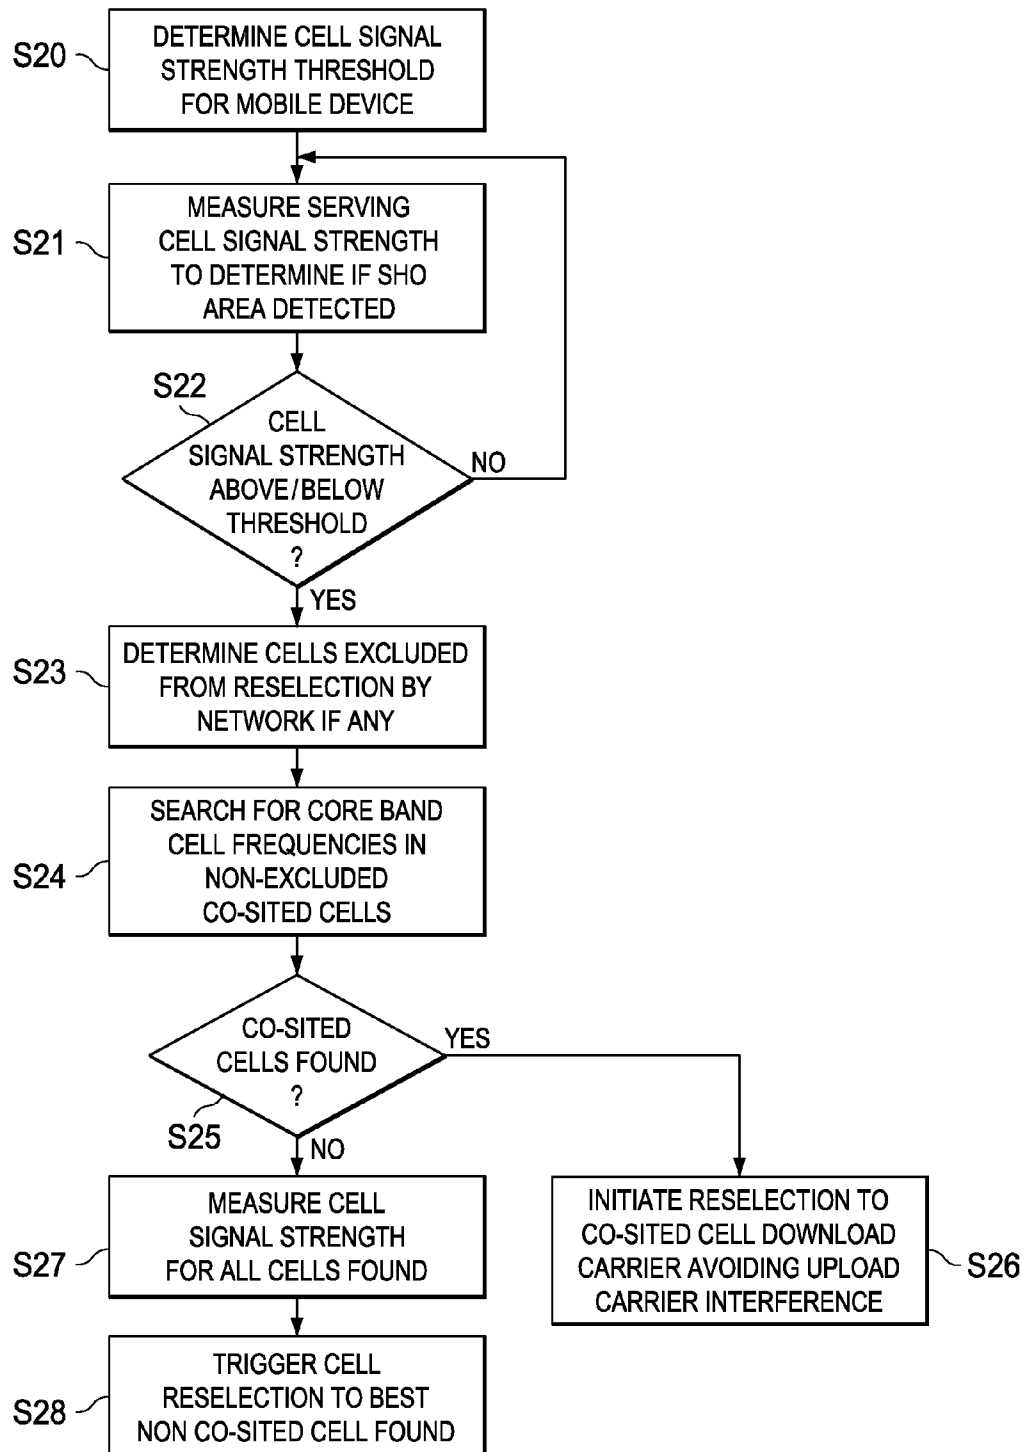 S20
DETERMINE CELL SIGNAL
STRENGTH THRESHOLD
FOR MOBILE DEVICE
S21
MEASURE SERVING
CELL SIGNAL STRENGTH
TO DETERMINE IF SHO
AREA DETECTED
S22
CELL
SIGNAL STRENGTH
ABOVE/BELOW
THRESHOLD
?
NO
YES
S23
DETERMINE CELLS EXCLUDED
FROM RESELECTION BY
NETWORK IF ANY
S24
SEARCH FOR CORE BAND
CELL FREQUENCIES IN
NON-EXCLUDED
CO-SITED CELLS
CO-SITED
CELLS FOUND
?
S25
YES
NO
S27
MEASURE CELL
SIGNAL STRENGTH
FOR ALL CELLS FOUND
INITIATE RESELECTION TO
CO-SITED CELL DOWNLOAD
CARRIER AVOIDING UPLOAD
CARRIER INTERFERENCE
S26
S28
TRIGGER CELL
RESELECTION TO BEST
NON CO-SITED CELL FOUND